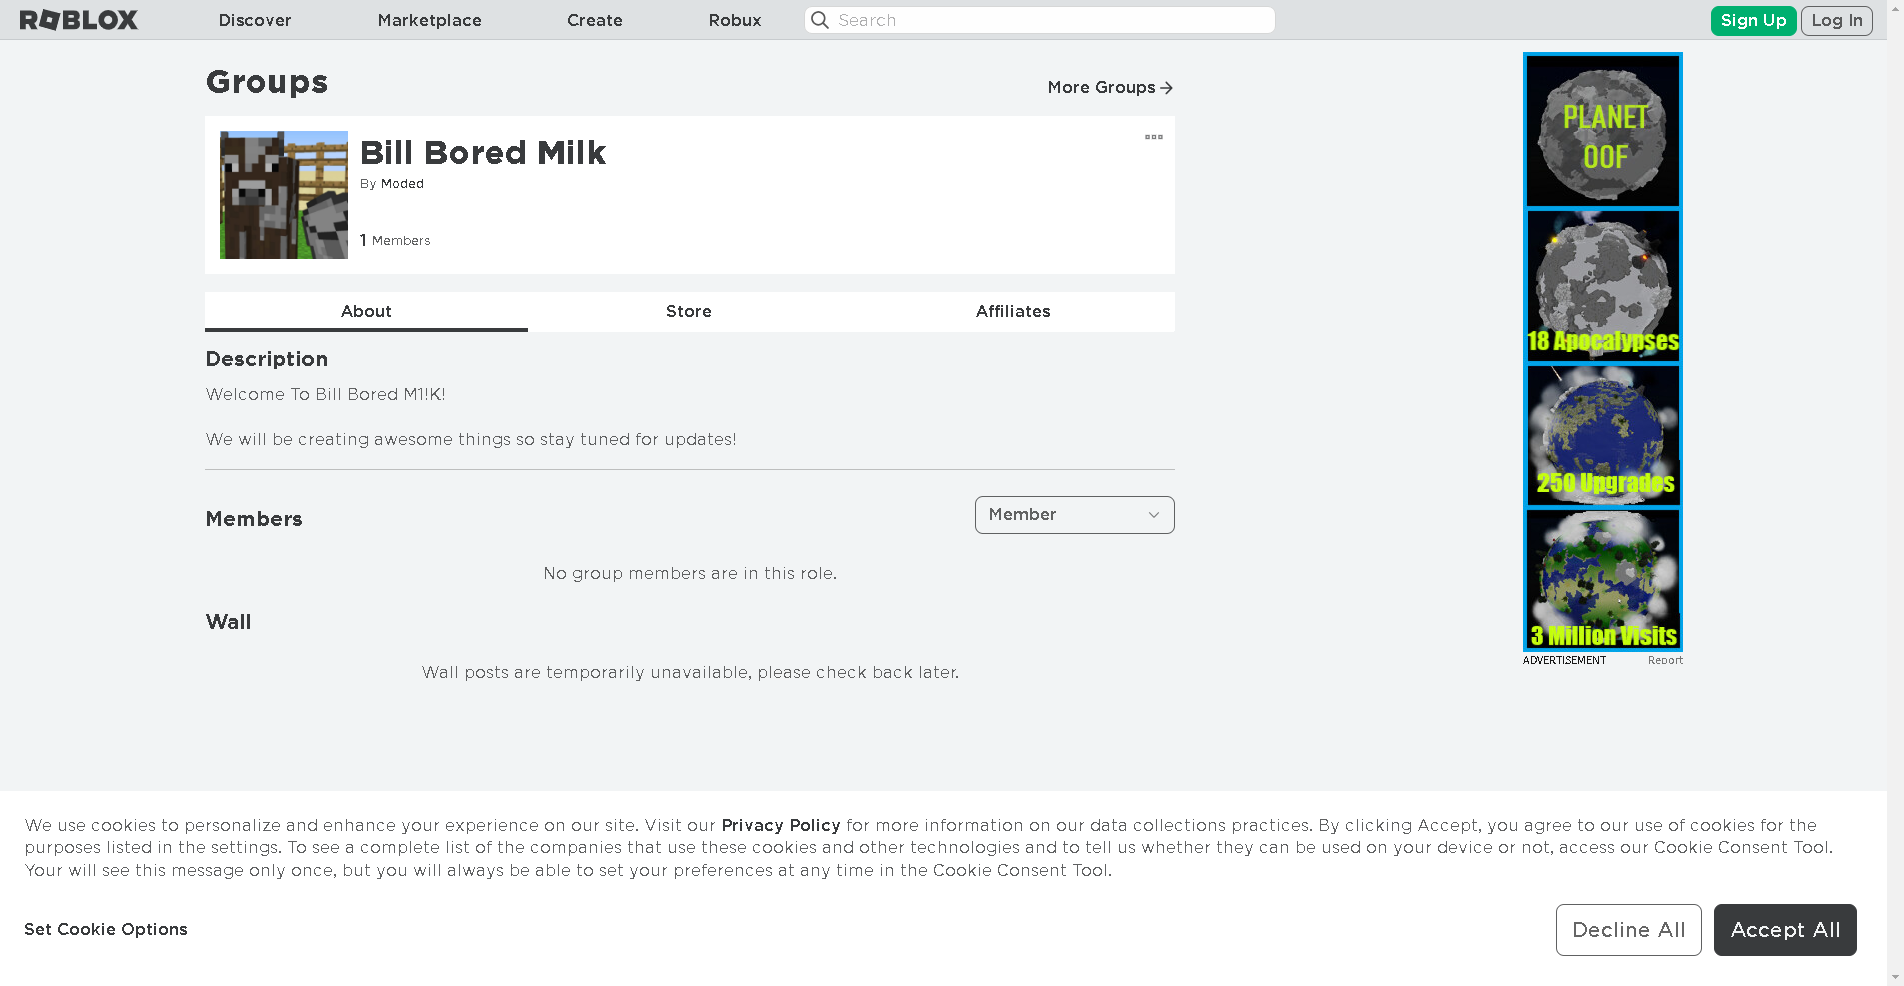 ROBLOX Discover Marketplace Create Robux Search Sign Up Log In
Groups
More Groups
Bill Bored Milk
By Moded
1 Members
About Store Affiliates
Description
Welcome To Bill Bored M1!K!
We will be creating awesome things so stay tuned for updates!
Members
Member
No group members are in this role.
Wall
Wall posts are temporarily unavailable, please check back later.
PLANET
OOF
18 Apocalypses
250 Upgrades
3 Million Visits
ADVERTISEMENT Report
We use cookies to personalize and enhance your experience on our site. Visit our Privacy Policy for more information on our data collections practices. By clicking Accept, you agree to our use of cookies for the
purposes listed in the settings. To see a complete list of the companies that use these cookies and other technologies and to tell us whether they can be used on your device or not, access our Cookie Consent Tool.
Your will see this message only once, but you will always be able to set your preferences at any time in the Cookie Consent Tool.
Set Cookie Options
Decline All
Accept All